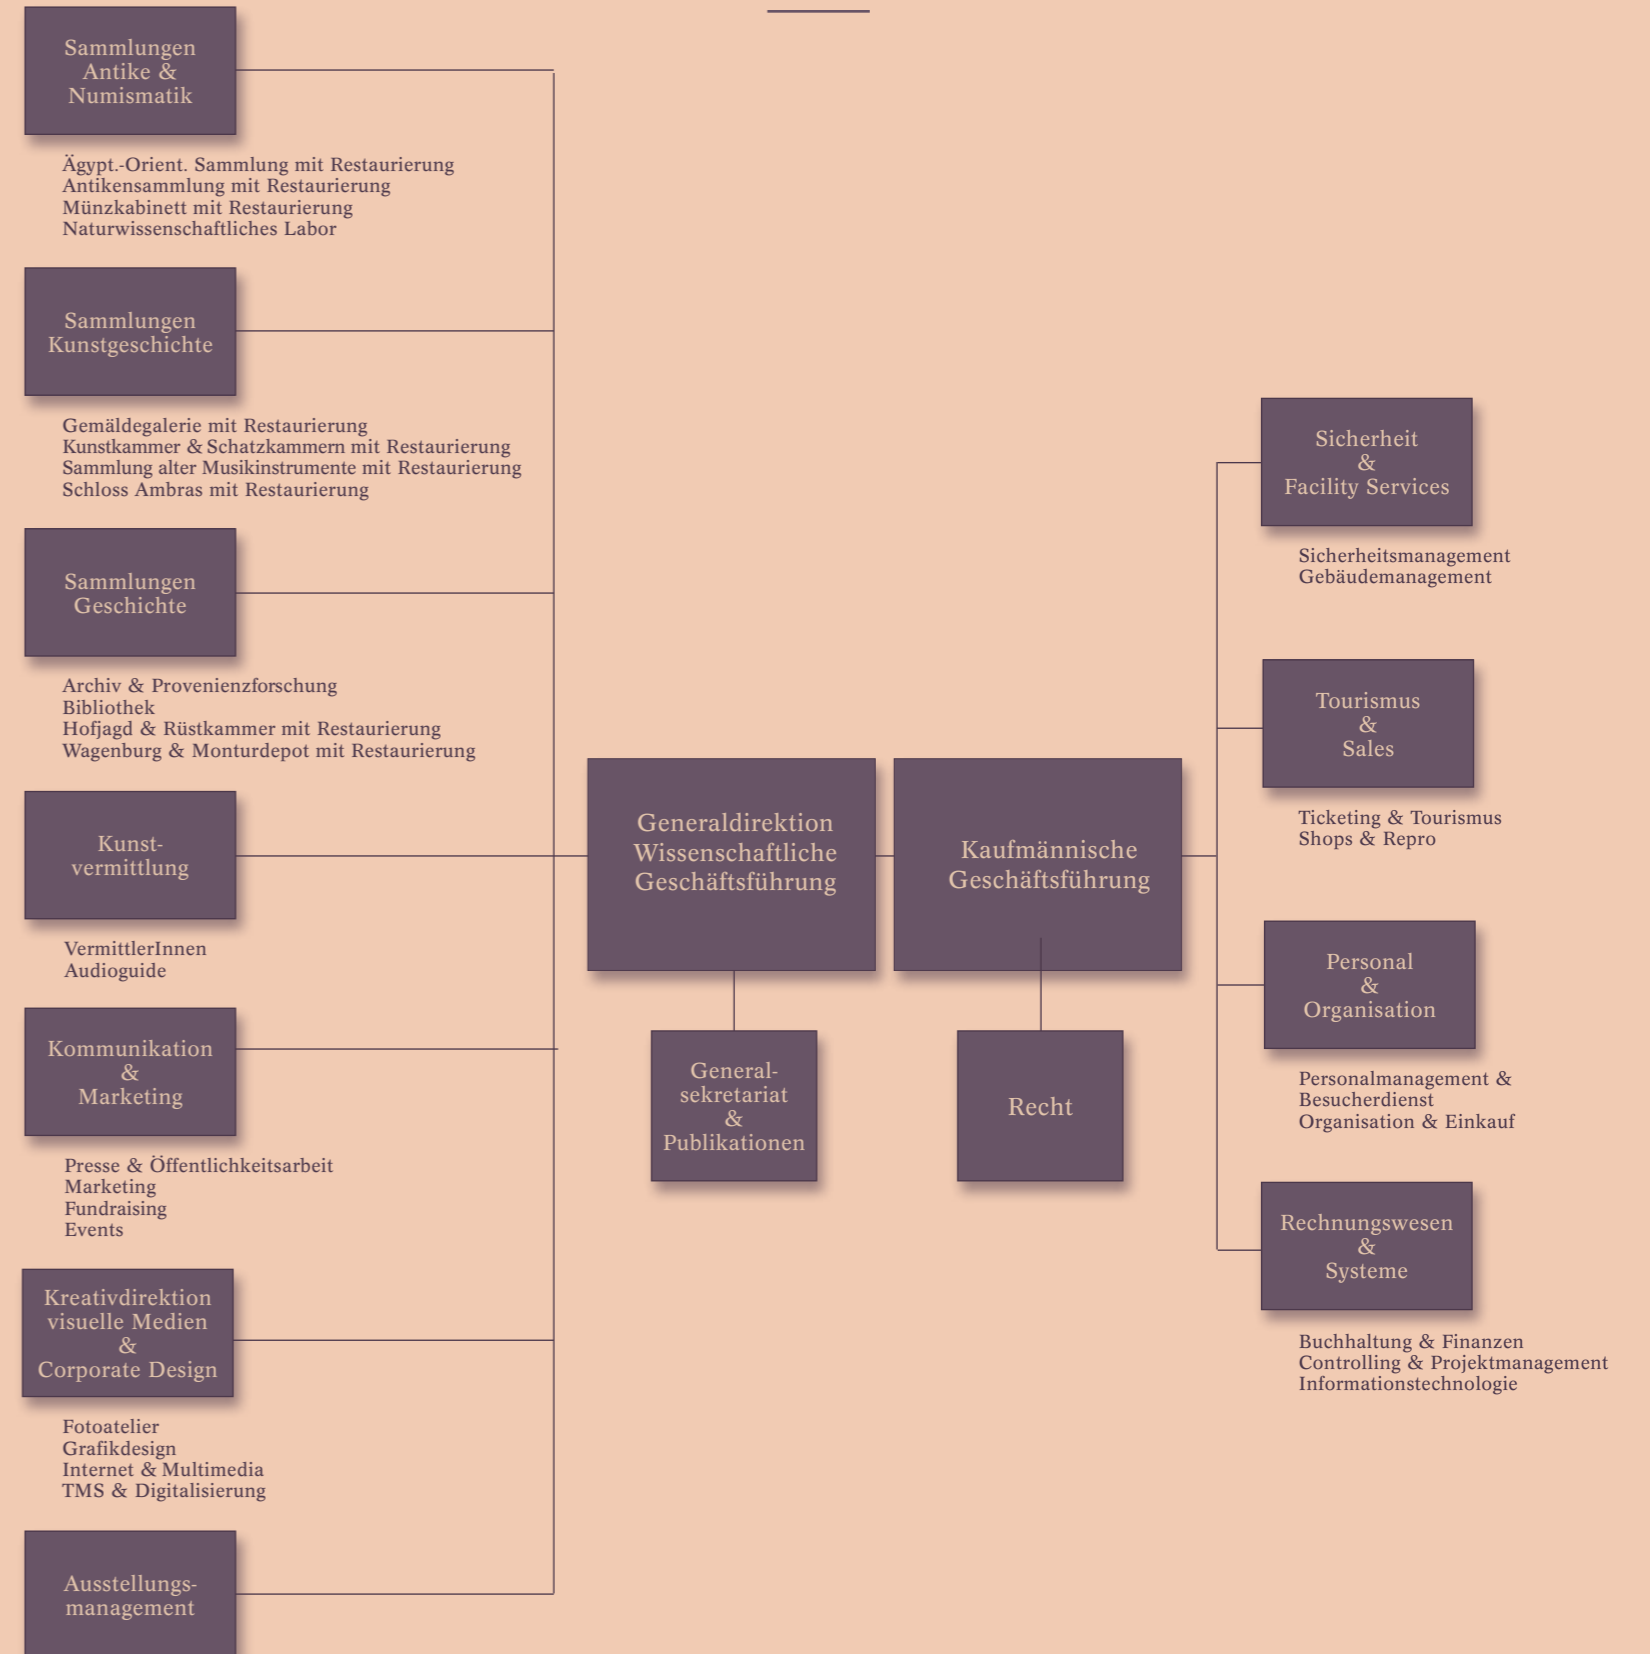 Sammlungen
Antike &
Numismatik
Ägypt.-Orient. Sammlung mit Restaurierung
Antikensammlung mit Restaurierung
Münzkabinett mit Restaurierung
Naturwissenschaftliches Labor
Sammlungen
Kunstgeschichte
Gemäldegalerie mit Restaurierung
Kunstkammer & Schatzkammern mit Restaurierung
Sammlung alter Musikinstrumente mit Restaurierung
Schloss Ambras mit Restaurierung
Sammlungen
Geschichte
Archiv & Provenienzforschung
Bibliothek
Hofjagd & Rüstkammer mit Restaurierung
Wagenburg & Monturdepot mit Restaurierung
Kunst-
vermittlung
VermittlerInnen
Audioguide
Kommunikation
&
Marketing
Presse & Öffentlichkeitsarbeit
Marketing
Fundraising
Events
Kreativdirektion
visuelle Medien
&
Corporate Design
Fotoatelier
Grafikdesign
Internet & Multimedia
TMS & Digitalisierung
Ausstellungs-
management
Generaldirektion
Wissenschaftliche
Geschäftsführung
General-
sekretariat
&
Publikationen
Kaufmännische
Geschäftsführung
Recht
Sicherheit
&
Facility Services
Sicherheitsmanagement
Gebäudemanagement
Tourismus
&
Sales
Ticketing & Tourismus
Shops & Repro
Personal
&
Organisation
Personalmanagement &
Besucherdienst
Organisation & Einkauf
Rechnungswesen
&
Systeme
Buchhaltung & Finanzen
Controlling & Projektmanagement
Informationstechnologie